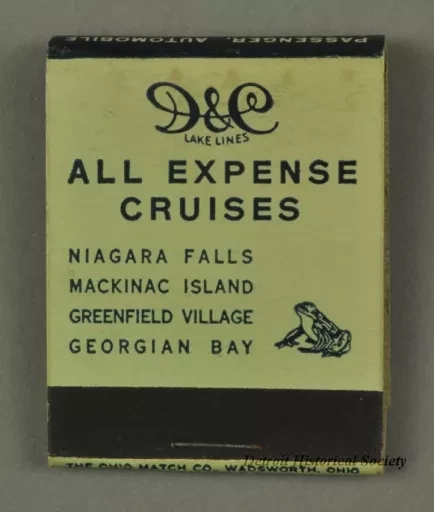 PASSENGER, AUTOMOBILE
D&C
LAKE LINES
ALL EXPENSE
CRUISES
NIAGARA FALLS
MACKINAC ISLAND
GREENFIELD VILLAGE
GEORGIAN BAY
THE OHIO MATCH CO. WADSWORTH, OHIO
Detroit Historical Society